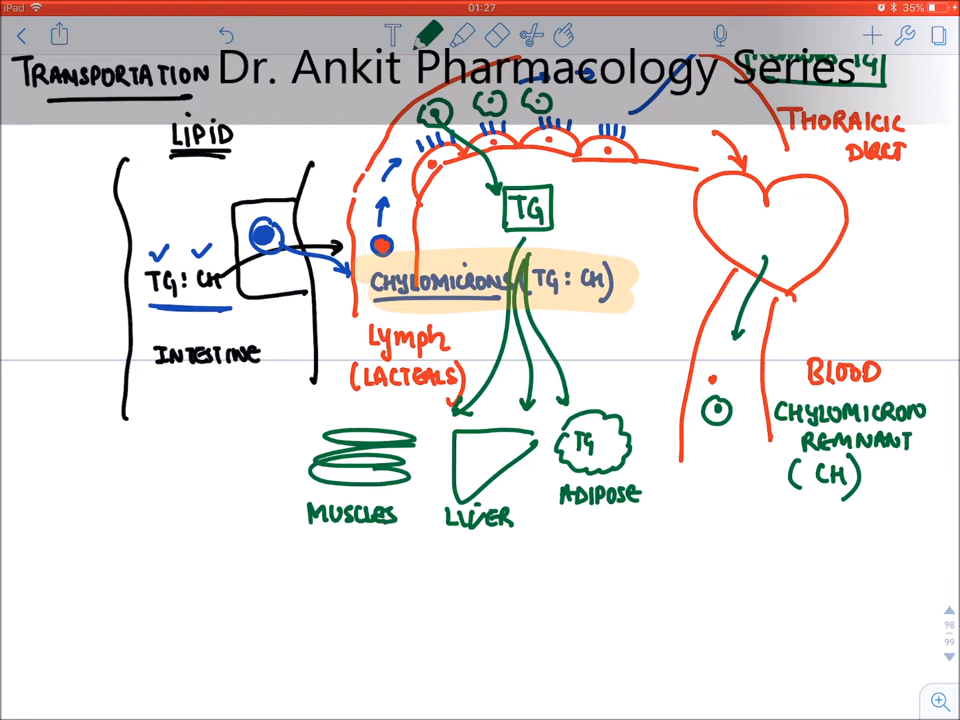 iPad
01:27
35%
T
TRANSPORTATION
Dr. Ankit Pharmacology Series
TG
THORAICIC
DUCT
LIPID
TG
TG : CH
CHYLOMICRONS (TG : CH)
INTESTINE
Lymph
(LACTEALS)
BLOOD
CHYLOMICRON
REMNANT
(CH)
TG
MUSCLES
LIVER
ADIPOSE
98
99